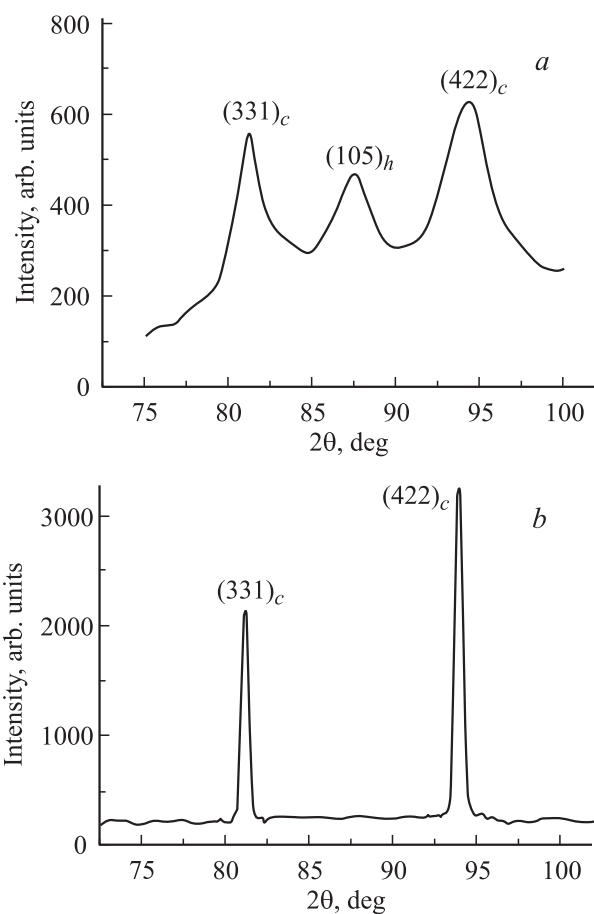 800
a
(422)c
600
(331)c
(105)h
Intensity, arb. units
400
200
0
75 80 85 90 95 100
2θ, deg
(422)c
b
3000
(331)c
Intensity, arb. units
2000
1000
0
75 80 85 90 95 100
2θ, deg